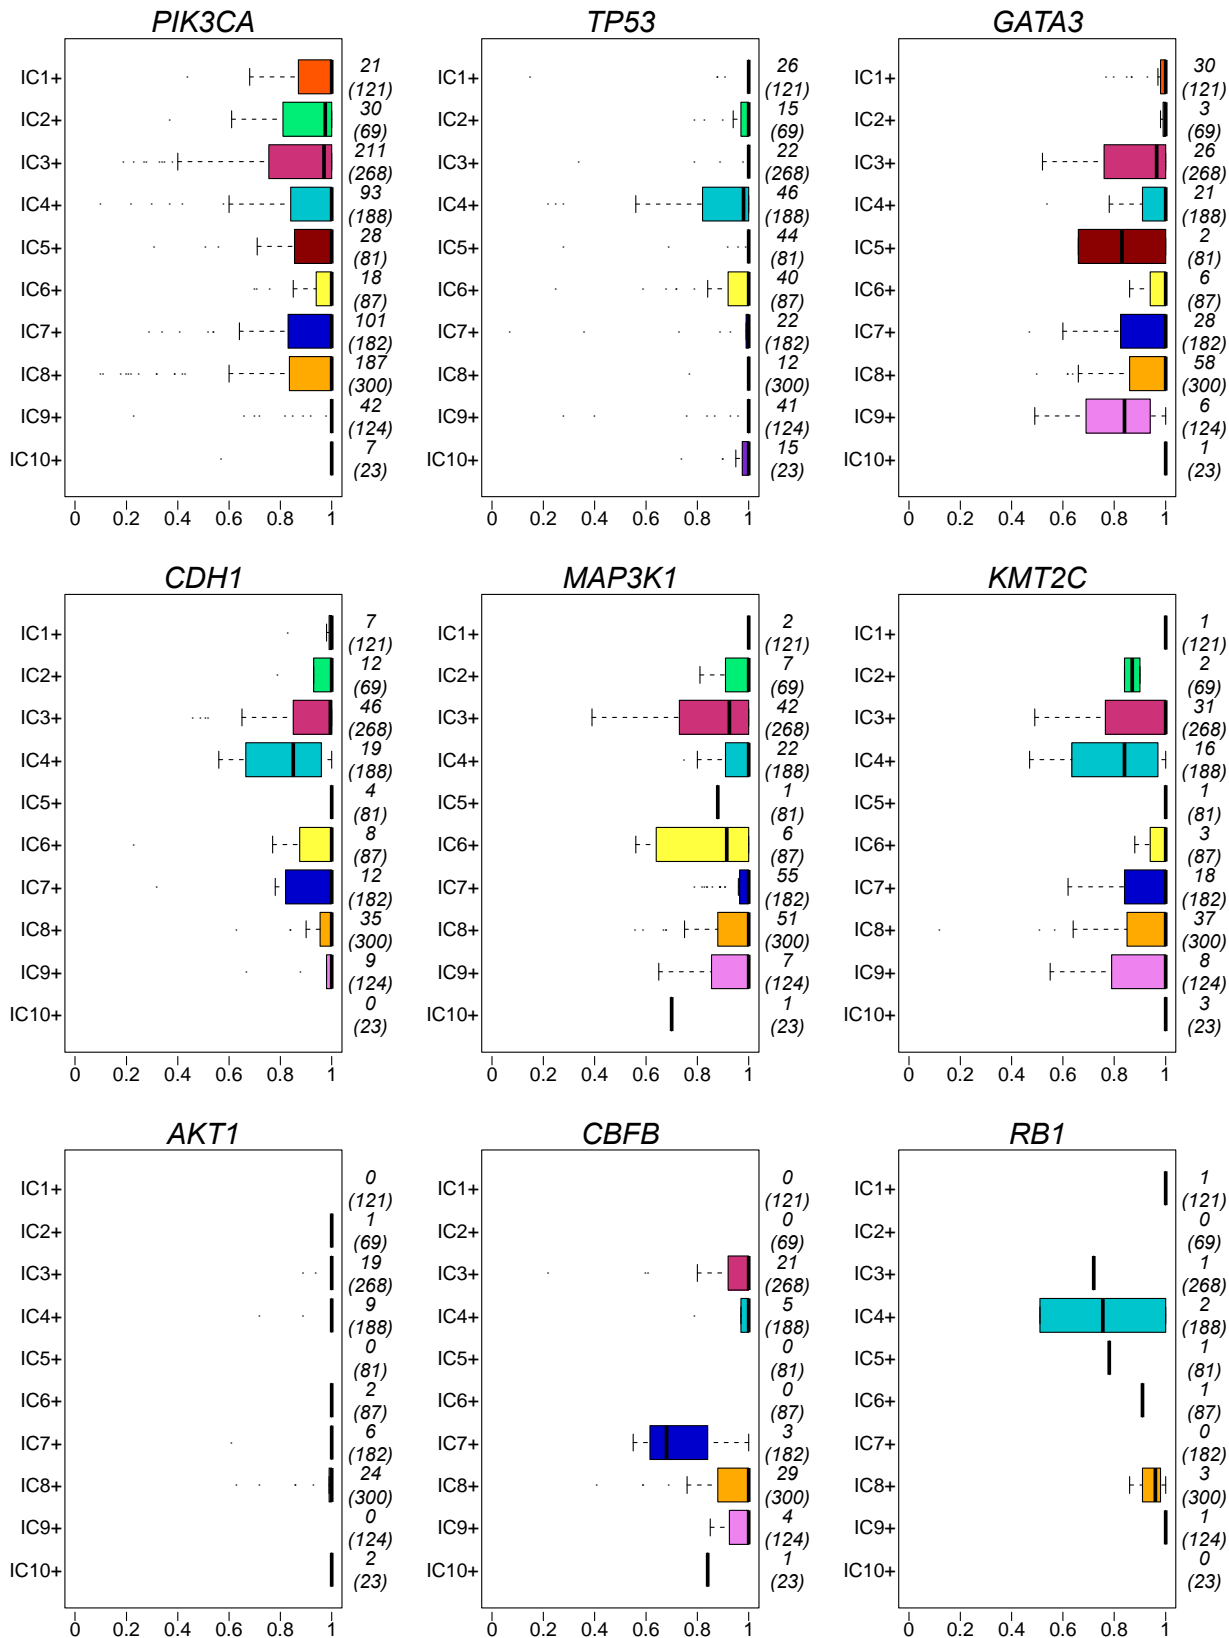 PIK3CA TP53 GATA3
IC1+ 21 IC1+ 26 IC1+ 30
(121) (121) (121)
IC2+ 30 IC2+ 15 IC2+ 3
(69) (69) (69)
IC3+ 211 IC3+ 22 IC3+ 26
(268) (268) (268)
IC4+ 93 IC4+ 46 IC4+ 21
(188) (188) (188)
IC5+ 28 IC5+ 44 IC5+ 2
(81) (81) (81)
IC6+ 18 IC6+ 40 IC6+ 6
(87) (87) (87)
IC7+ 101 IC7+ 22 IC7+ 28
(182) (182) (182)
IC8+ 187 IC8+ 12 IC8+ 58
(300) (300) (300)
IC9+ 42 IC9+ 41 IC9+ 6
(124) (124) (124)
IC10+ 7 IC10+ 15 IC10+ 1
(23) (23) (23)
0 0.2 0.4 0.6 0.8 1 0 0.2 0.4 0.6 0.8 1 0 0.2 0.4 0.6 0.8 1
CDH1 MAP3K1 KMT2C
IC1+ 7 IC1+ 2 IC1+ 1
(121) (121) (121)
IC2+ 12 IC2+ 7 IC2+ 2
(69) (69) (69)
IC3+ 46 IC3+ 42 IC3+ 31
(268) (268) (268)
IC4+ 19 IC4+ 22 IC4+ 16
(188) (188) (188)
IC5+ 4 IC5+ 1 IC5+ 1
(81) (81) (81)
IC6+ 8 IC6+ 6 IC6+ 3
(87) (87) (87)
IC7+ 12 IC7+ 55 IC7+ 18
(182) (182) (182)
IC8+ 35 IC8+ 51 IC8+ 37
(300) (300) (300)
IC9+ 9 IC9+ 7 IC9+ 8
(124) (124) (124)
IC10+ 0 IC10+ 1 IC10+ 3
(23) (23) (23)
0 0.2 0.4 0.6 0.8 1 0 0.2 0.4 0.6 0.8 1 0 0.2 0.4 0.6 0.8 1
AKT1 CBFB RB1
IC1+ 0 IC1+ 0 IC1+ 1
(121) (121) (121)
IC2+ 1 IC2+ 0 IC2+ 0
(69) (69) (69)
IC3+ 19 IC3+ 21 IC3+ 1
(268) (268) (268)
IC4+ 9 IC4+ 5 IC4+ 2
(188) (188) (188)
IC5+ 0 IC5+ 0 IC5+ 1
(81) (81) (81)
IC6+ 2 IC6+ 0 IC6+ 1
(87) (87) (87)
IC7+ 6 IC7+ 3 IC7+ 0
(182) (182) (182)
IC8+ 24 IC8+ 29 IC8+ 3
(300) (300) (300)
IC9+ 0 IC9+ 4 IC9+ 1
(124) (124) (124)
IC10+ 2 IC10+ 1 IC10+ 0
(23) (23) (23)
0 0.2 0.4 0.6 0.8 1 0 0.2 0.4 0.6 0.8 1 0 0.2 0.4 0.6 0.8 1